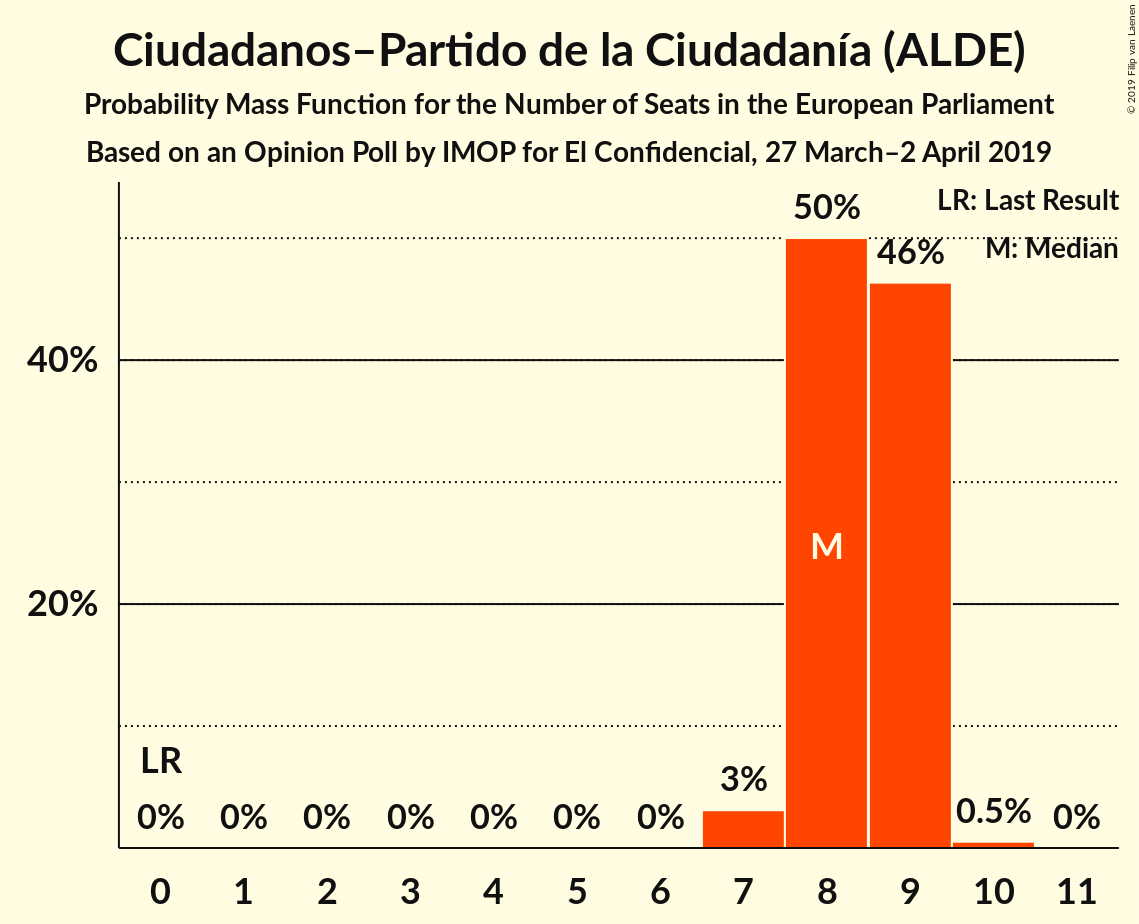 Ciudadanos–Partido de la Ciudadanía (ALDE)
Probability Mass Function for the Number of Seats in the European Parliament
Based on an Opinion Poll by IMOP for El Confidencial, 27 March–2 April 2019
© 2019 Filip van Laenen
LR: Last Result
M: Median
50%
46%
40%
M
20%
LR
0% 0% 0% 0% 0% 0% 0% 3% 0.5% 0%
0 1 2 3 4 5 6 7 8 9 10 11